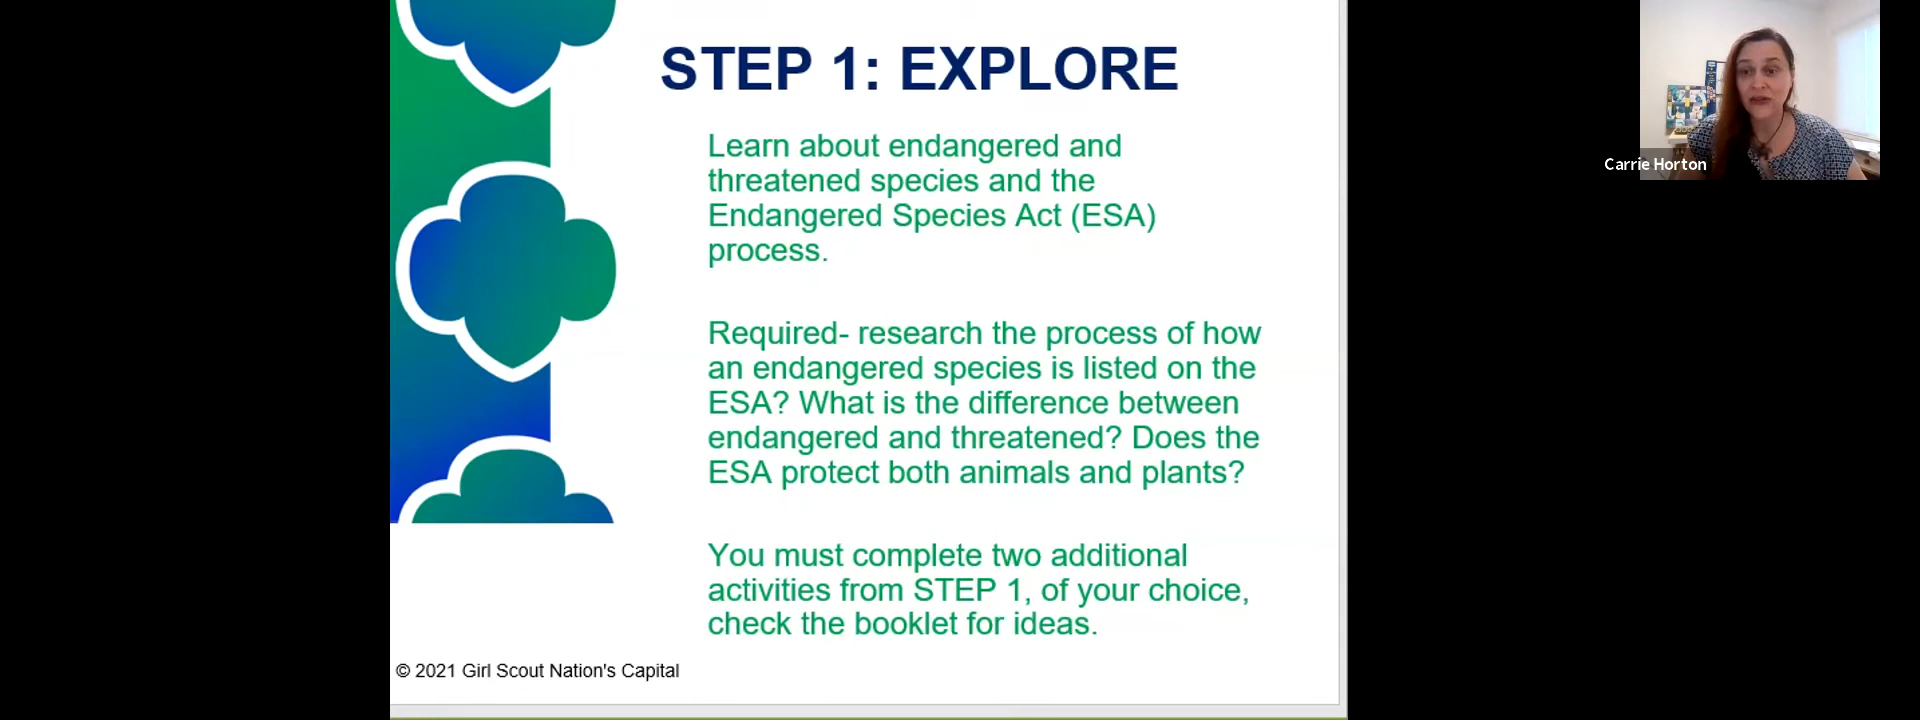 STEP 1: EXPLORE
Learn about endangered and
threatened species and the
Endangered Species Act (ESA)
process.
Required- research the process of how
an endangered species is listed on the
ESA? What is the difference between
endangered and threatened? Does the
ESA protect both animals and plants?
You must complete two additional
activities from STEP 1, of your choice,
check the booklet for ideas.
© 2021 Girl Scout Nation's Capital
Carrie Horton